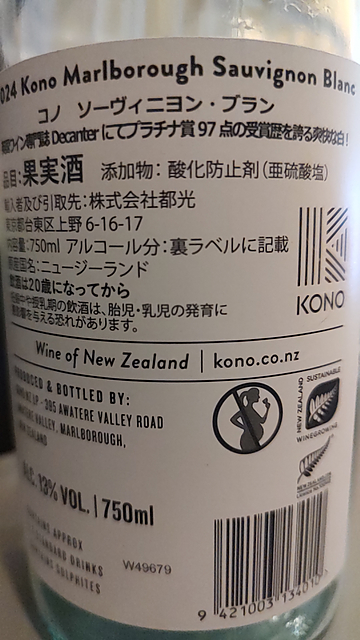 2024 Kono Marlborough Sauvignon Blanc
コノ ソーヴィニヨン・ブラン
Decanter にてプラチナ賞 97 点の受賞歴を誇る爽快な白!
品目:果実酒 添加物: 酸化防止剤(亜硫酸塩)
輸入者及び引取先:株式会社都光
東京都台東区上野 6-16-17
内容量:750ml アルコール分:裏ラベルに記載
原産国名:ニュージーランド
飲酒は20歳になってから
妊娠中や授乳期の飲酒は、胎児・乳児の発育に
悪影響を与える恐れがあります。
KONO
Wine of New Zealand | kono.co.nz
PRODUCED & BOTTLED BY:
385 AWATERE VALLEY ROAD
AWATERE VALLEY, MARLBOROUGH,
NEW ZEALAND
SUSTAINABLE
NEW ZEALAND
WINEGROWING
ALC. 13% VOL. | 750ml
CONTAINS APPROX
STANDARD DRINKS
CONTAINS SULPHITES
W49679
9 421003 13401